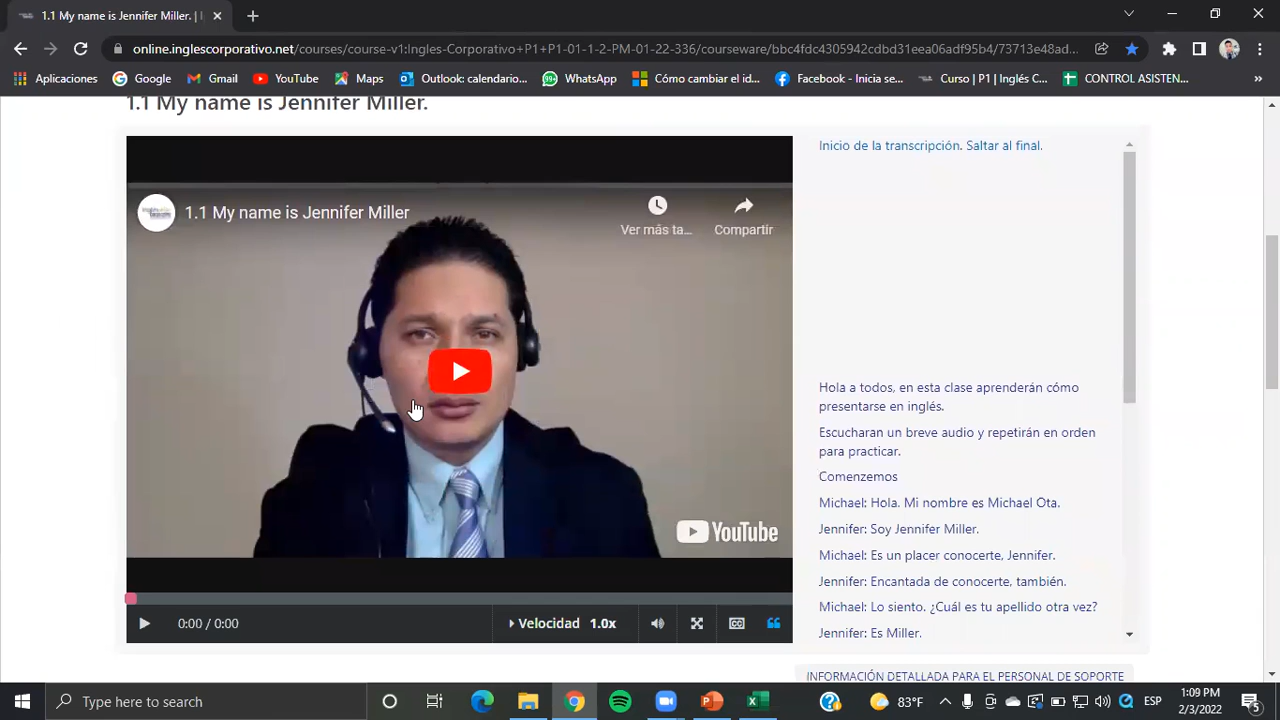 1.1 My name is Jennifer Miller. |
online.inglescorporativo.net/courses/course-v1:Ingles-Corporativo+P1+P1-01-1-2-PM-01-22-336/courseware/bbc4fdc4305942cdbd31eea06adf95b4/73713e48ad...
Aplicaciones Google Gmail YouTube Maps Outlook: calendario... WhatsApp Cómo cambiar el id... Facebook - Inicia se... Curso | P1 | Inglés C... CONTROL ASISTEN... »
1.1 My name is Jennifer Miller.
1.1 My name is Jennifer Miller
Ver más ta...
Compartir
YouTube
0:00 / 0:00
Velocidad 1.0x
Inicio de la transcripción. Saltar al final.
Hola a todos, en esta clase aprenderán cómo
presentarse en inglés.
Escucharan un breve audio y repetirán en orden
para practicar.
Comenzemos
Michael: Hola. Mi nombre es Michael Ota.
Jennifer: Soy Jennifer Miller.
Michael: Es un placer conocerte, Jennifer.
Jennifer: Encantada de conocerte, también.
Michael: Lo siento. ¿Cuál es tu apellido otra vez?
Jennifer: Es Miller.
INFORMACIÓN DETALLADA PARA EL PERSONAL DE SOPORTE
Type here to search
83°F
ESP
1:09 PM
2/3/2022
5